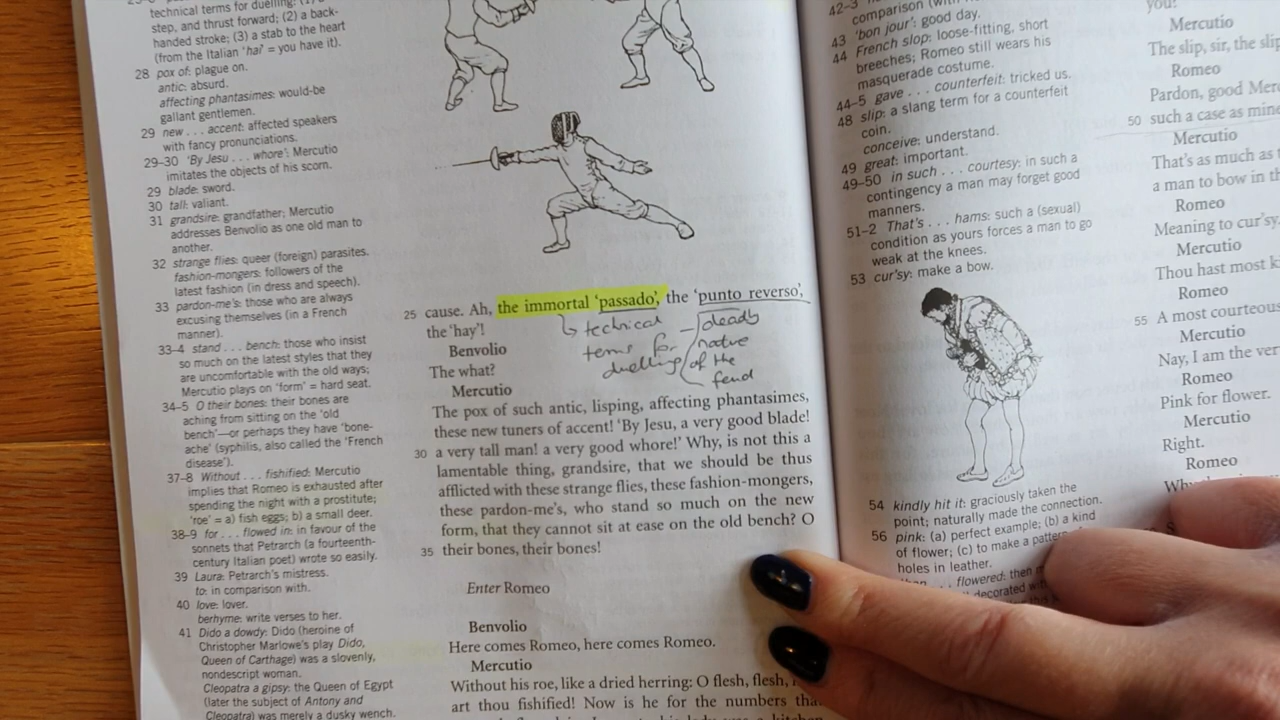 technical terms for duelling: (1) a
step, and thrust forward; (2) a back-
handed stroke; (3) a stab to the heart
(from the Italian 'hai' = you have it).
28 pox of: plague on.
antic: absurd.
affecting phantasimes: would-be
gallant gentlemen.
29 new . . . accent: affected speakers
with fancy pronunciations.
29–30 'By Jesu . . . whore': Mercutio
imitates the objects of his scorn.
29 blade: sword.
30 tall: valiant.
31 grandsire: grandfather; Mercutio
addresses Benvolio as one old man to
another.
32 strange flies: queer (foreign) parasites.
fashion-mongers: followers of the
latest fashion (in dress and speech).
33 pardon-me's: those who are always
excusing themselves (in a French
manner).
33–4 stand . . . bench: those who insist
so much on the latest styles that they
are uncomfortable with the old ways;
Mercutio plays on 'form' = hard seat.
34–5 O their bones: their bones are
aching from sitting on the 'old
bench'—or perhaps they have 'bone-
ache' (syphilis, also called the 'French
disease').
37–8 Without . . . fishified: Mercutio
implies that Romeo is exhausted after
spending the night with a prostitute;
'roe' = a) fish eggs; b) a small deer.
38–9 for . . . flowed in: in favour of the
sonnets that Petrarch (a fourteenth-
century Italian poet) wrote so easily.
39 Laura: Petrarch's mistress.
to: in comparison with.
40 love: lover.
berhyme: write verses to her.
41 Dido a dowdy: Dido (heroine of
Christopher Marlowe's play Dido,
Queen of Carthage) was a slovenly,
nondescript woman.
Cleopatra a gipsy: the Queen of Egypt
(later the subject of Antony and
Cleopatra) was merely a dusky wench.
25 cause. Ah, the immortal 'passado', the 'punto reverso',
the 'hay'!
technical
terms for
duelling
deadly
native
of the
feud
Benvolio
The what?
Mercutio
The pox of such antic, lisping, affecting phantasimes,
these new tuners of accent! 'By Jesu, a very good blade!
30 a very tall man! a very good whore!' Why, is not this a
lamentable thing, grandsire, that we should be thus
afflicted with these strange flies, these fashion-mongers,
these pardon-me's, who stand so much on the new
form, that they cannot sit at ease on the old bench? O
35 their bones, their bones!
Enter Romeo
Benvolio
Here comes Romeo, here comes Romeo.
Mercutio
Without his roe, like a dried herring: O flesh, flesh,
art thou fishified! Now is he for the numbers
42–3
comparison (with
43 'bon jour': good day.
44 French slop: loose-fitting, short
breeches; Romeo still wears his
masquerade costume.
44–5 gave . . . counterfeit: tricked us.
48 slip: a slang term for a counterfeit
coin.
conceive: understand.
49 great: important.
49–50 in such . . . courtesy: in such a
contingency a man may forget good
manners.
51–2 That's . . . hams: such a (sexual)
condition as yours forces a man to go
weak at the knees.
53 cur'sy: make a bow.
54 kindly hit it: graciously taken the
point; naturally made the connection.
56 pink: (a) perfect example; (b) a kind
of flower; (c) to make a pattern
holes in leather.
flowered: then
decorated
you!
Mercutio
The slip, sir, the slip
Romeo
Pardon, good
50 such a case as mine
Mercutio
That's as much as
a man to bow in
Romeo
Meaning to cur'sy.
Mercutio
Thou hast most
Romeo
55 A most courteous
Mercutio
Nay, I am the very
Romeo
Pink for flower.
Mercutio
Right.
Romeo